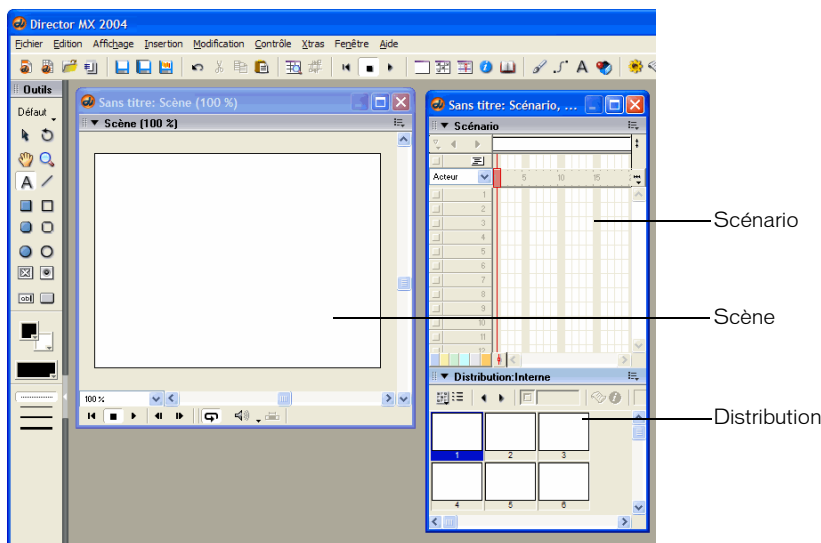 Director MX 2004
Fichier Edition Affichage Insertion Modification Contrôle Xtras Fenêtre Aide
Outils
Défaut
Sans titre: Scène (100 %)
Scène (100 %)
100 %
Sans titre: Scénario, ...
Scénario
Acteur
5 10 15
1
2
3
4
5
6
7
8
9
10
11
12
Distribution:Interne
1 2 3
4 5 6
Scénario
Scène
Distribution